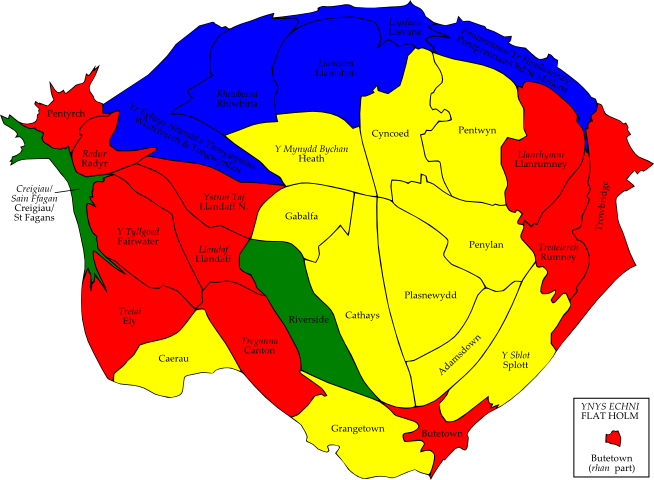 Llysfaen
Lisvane
Pontprennau/Yr Henbentref
Pontprennau/Old St Mellons
Llanisien
Llanishen
Rhiwbeina
Rhiwbina
Yr Eglwys Newydd a Thongwynlais
Whitchurch & Tongwynlais
Pentyrch
Radur
Radyr
Y Mynydd Bychan
Heath
Cyncoed
Pentwyn
Llanrhymni
Llanrumney
Trowbridge
Creigiau/
Sain Ffagan
Creigiau/
St Fagans
Ystum Taf
Llandaff N.
Gabalfa
Y Tyllgoed
Fairwater
Llandaf
Llandaff
Penylan
Tredelerch
Rumney
Plasnewydd
Trelai
Ely
Riverside
Cathays
Treganna
Canton
Caerau
Adamsdown
Y Sblot
Splott
Grangetown
Butetown
YNYS ECHNI
FLAT HOLM
Butetown
(rhan part)